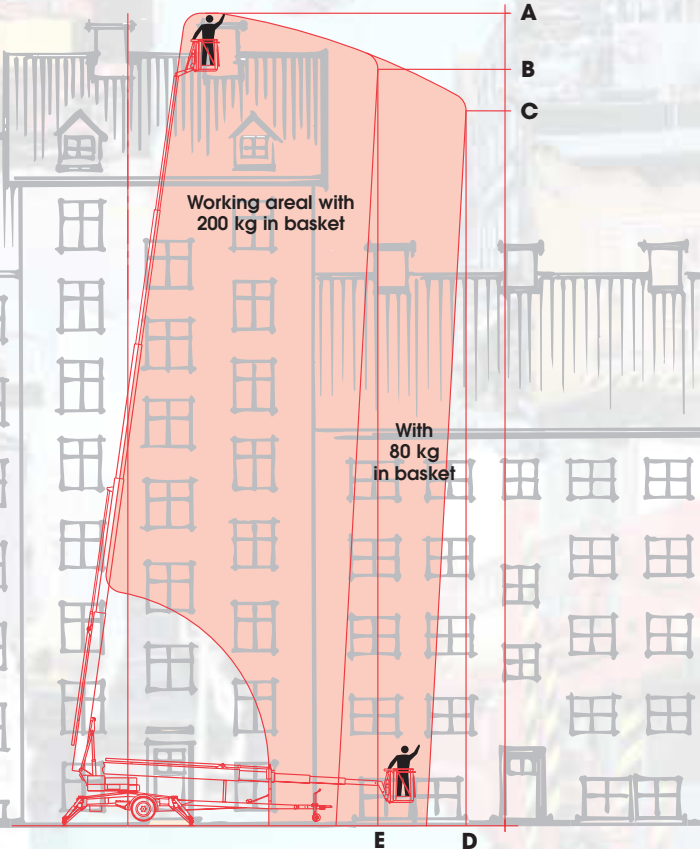 A
B
C
Working areal with
200 kg in basket
With
80 kg
in basket
E
D